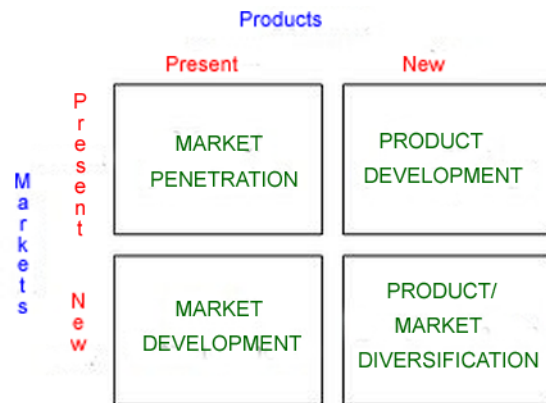 Products
Present
New
Present
MARKET
PENETRATION
PRODUCT
DEVELOPMENT
Markets
New
MARKET
DEVELOPMENT
PRODUCT/
MARKET
DIVERSIFICATION